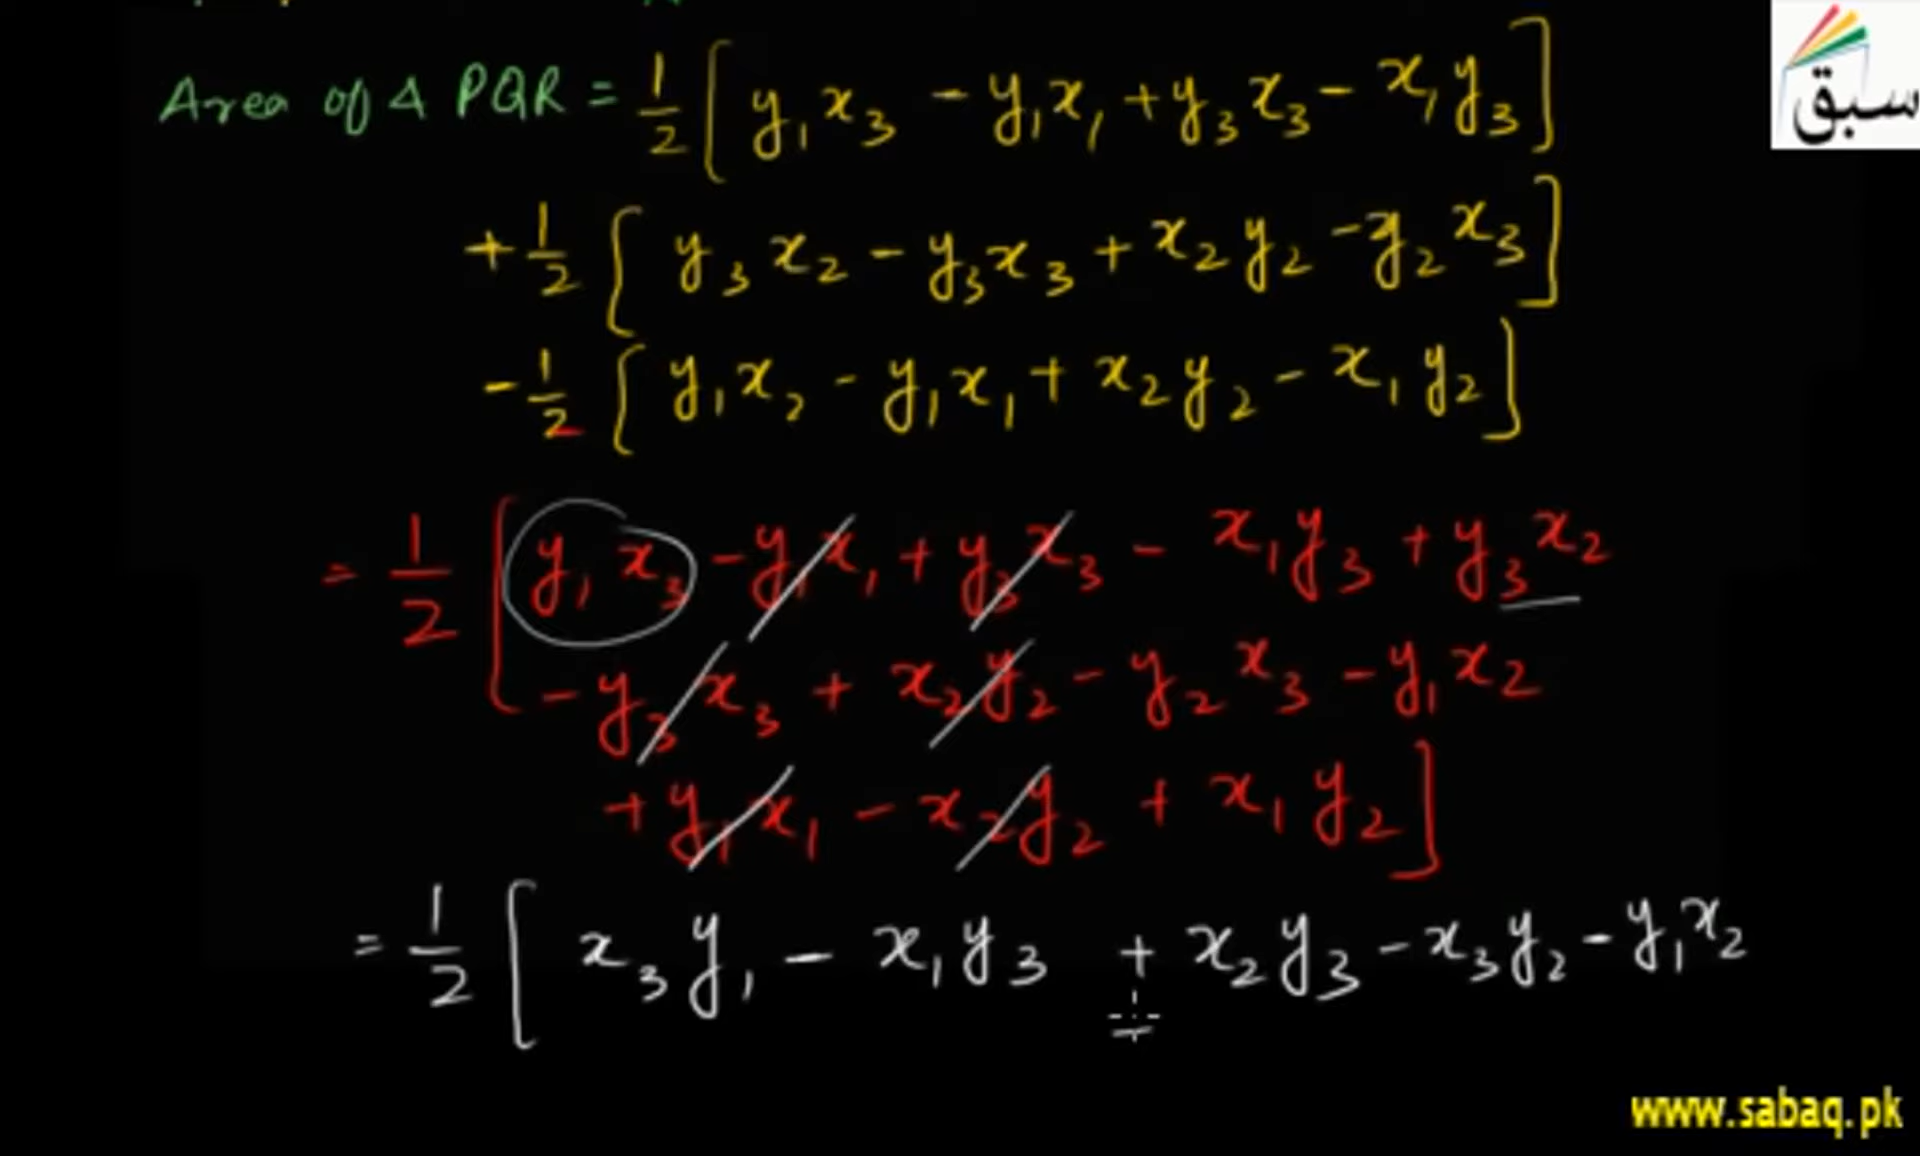 سبق
Area of Δ PQR = 1/2 [ y₁x₃ - y₁x₁ + y₃x₃ - x₁y₃ ]
+ 1/2 [ y₃x₂ - y₃x₃ + x₂y₂ - y₂x₃ ]
- 1/2 [ y₁x₂ - y₁x₁ + x₂y₂ - x₁y₂ ]
= 1/2 [ y₁x₃ - y₁x₁ + y₃x₃ - x₁y₃ + y₃x₂
- y₃x₃ + x₂y₂ - y₂x₃ - y₁x₂
+ y₁x₁ - x₂y₂ + x₁y₂ ]
= 1/2 [ x₃y₁ - x₁y₃ + x₂y₃ - x₃y₂ - y₁x₂
www.sabaq.pk